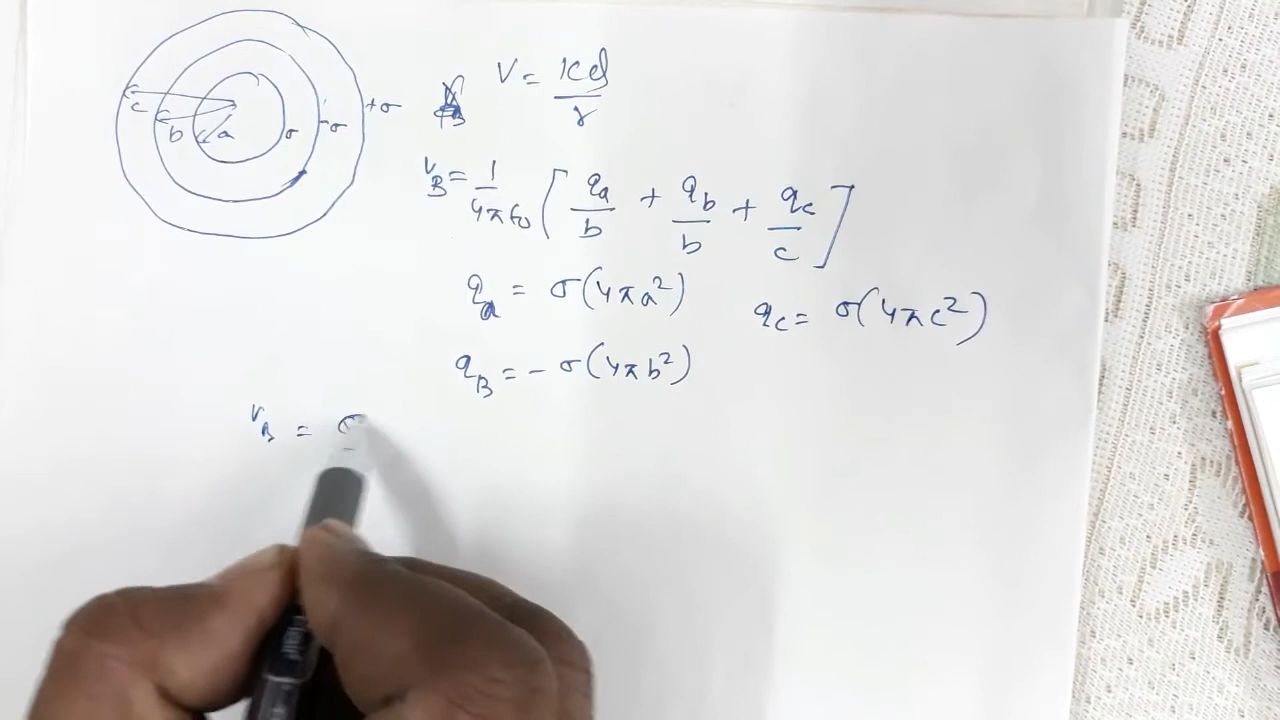 c b a σ -σ +σ
V = KQ/r
V_B = 1/4πε₀ [ q_a/b + q_b/b + q_c/c ]
q_a = σ(4πa²) q_c = σ(4πc²)
q_B = -σ(4πb²)
V_B = σ